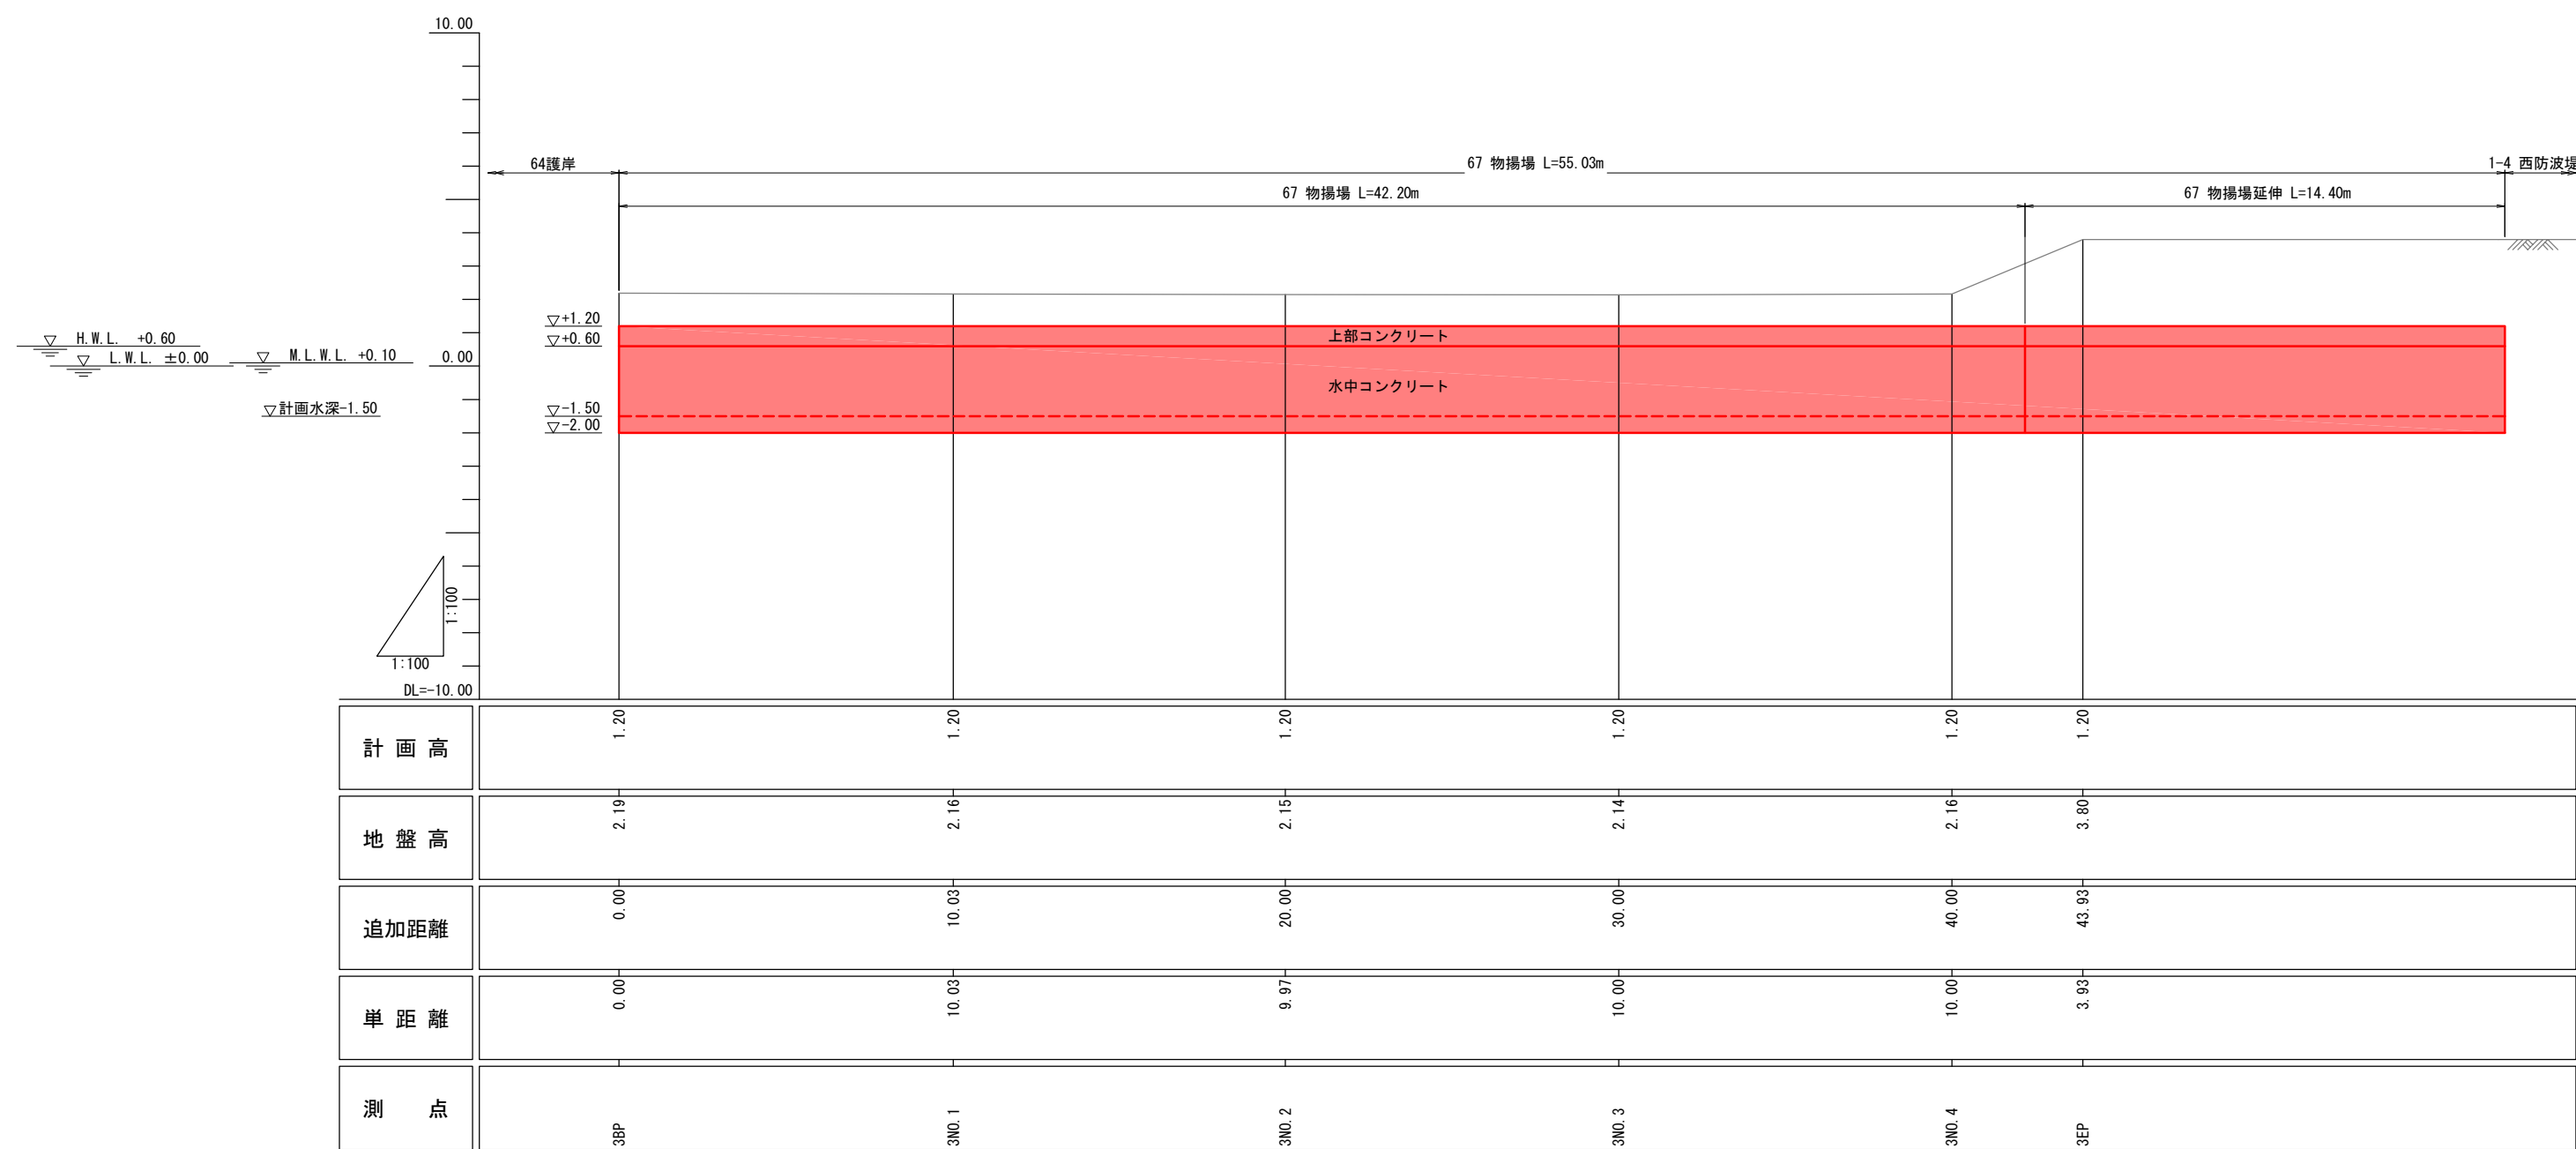 10.00
64護岸
67 物揚場 L=55.03m
1-4 西防波堤
67 物揚場 L=42.20m
67 物揚場延伸 L=14.40m
▽+1.20
上部コンクリート
▽+0.60
H.W.L. +0.60
L.W.L. ±0.00
M.L.W.L. +0.10
0.00
水中コンクリート
▽計画水深-1.50
▽-1.50
▽-2.00
1:100
1:100
DL=-10.00
計画高 1.20 1.20 1.20 1.20 1.20 1.20
地盤高 2.19 2.16 2.15 2.14 2.16 3.80
追加距離 0.00 10.03 20.00 30.00 40.00 43.93
単距離 0.00 10.03 9.97 10.00 10.00 3.93
測点 3BP 3NO.1 3NO.2 3NO.3 3NO.4 3EP